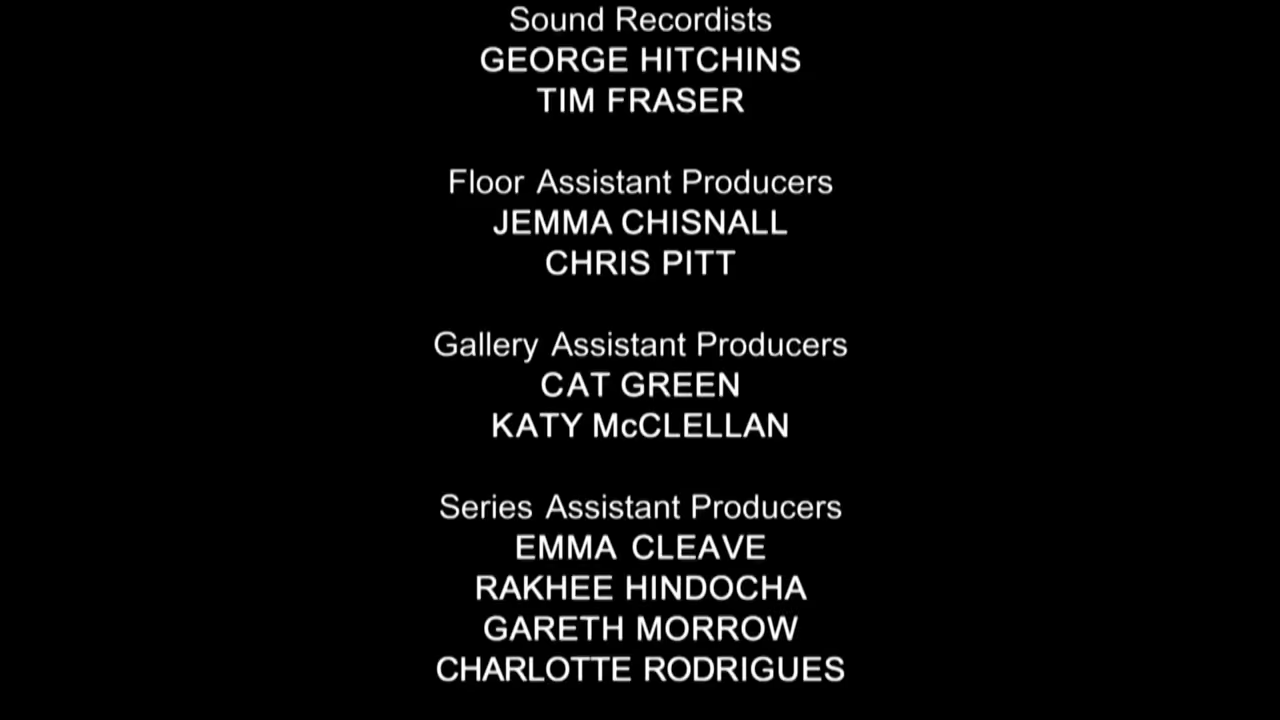 Sound Recordists
GEORGE HITCHINS
TIM FRASER
Floor Assistant Producers
JEMMA CHISNALL
CHRIS PITT
Gallery Assistant Producers
CAT GREEN
KATY McCLELLAN
Series Assistant Producers
EMMA CLEAVE
RAKHEE HINDOCHA
GARETH MORROW
CHARLOTTE RODRIGUES